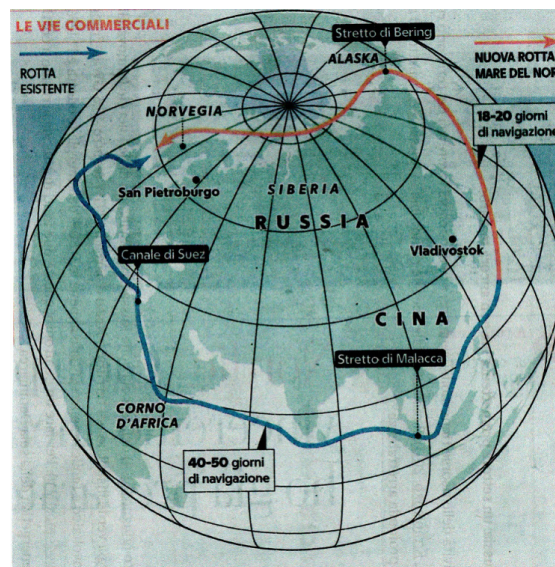 LE VIE COMMERCIALI
ROTTA
ESISTENTE
Stretto di Bering
ALASKA
NUOVA ROTTA
MARE DEL NOR
18-20 giorni
di navigazione
NORVEGIA
San Pietroburgo
SIBERIA
RUSSIA
Vladivostok
Canale di Suez
CINA
Stretto di Malacca
CORNO
D'AFRICA
40-50 giorni
di navigazione